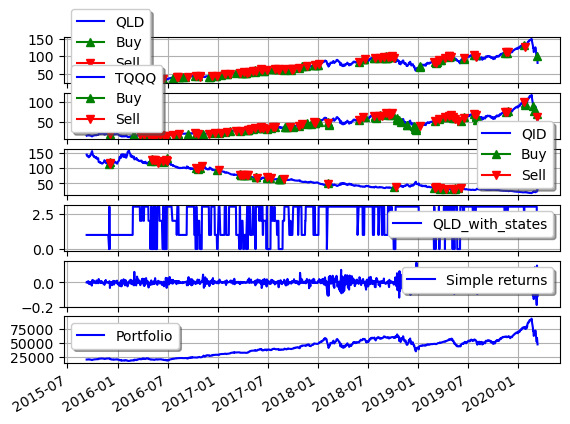 QLD
Buy
Sell
150
100
50
TQQQ
Buy
Sell
100
50
QID
Buy
Sell
150
100
50
QLD_with_states
2.5
0.0
Simple returns
0.0
−0.2
Portfolio
75000
50000
25000
2015-07 2016-01 2016-07 2017-01 2017-07 2018-01 2018-07 2019-01 2019-07 2020-01